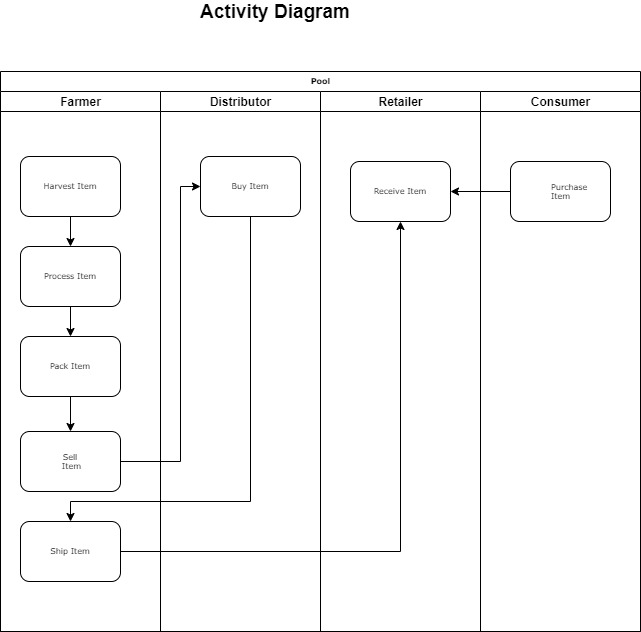 Activity Diagram
Pool
Farmer
Distributor
Retailer
Consumer
Harvest Item
Buy Item
Receive Item
Purchase
Item
Process Item
Pack Item
Sell
Item
Ship Item